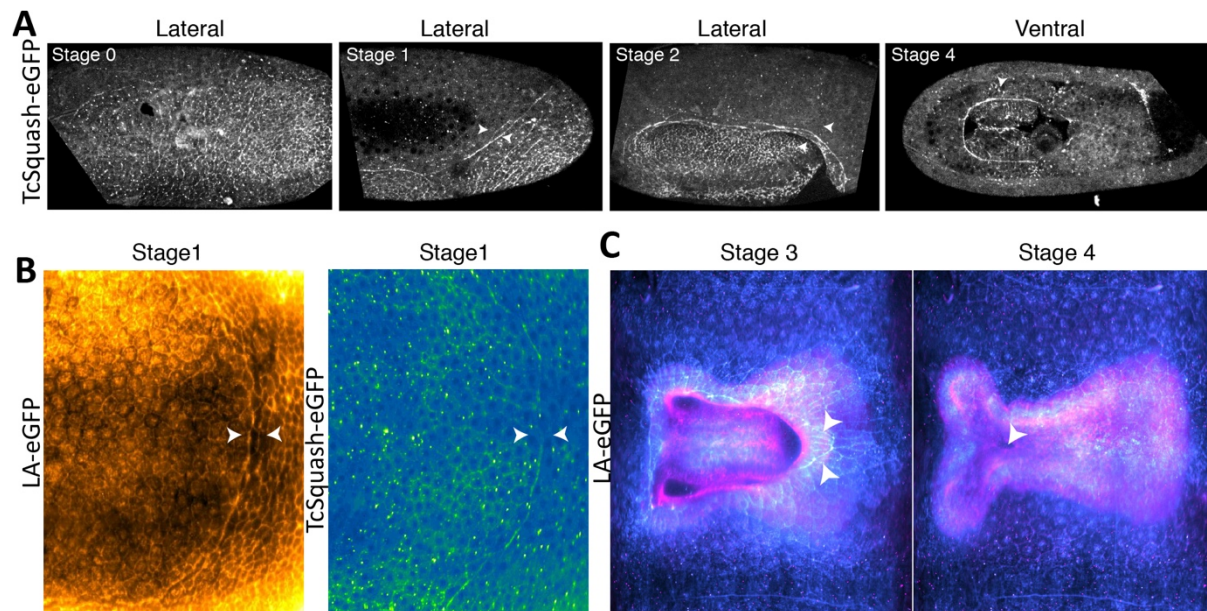 A
Lateral
Lateral
Lateral
Ventral
TcSquash-eGFP
Stage 0
Stage 1
Stage 2
Stage 4
B
Stage1
Stage1
LA-eGFP
TcSquash-eGFP
C
Stage 3
Stage 4
LA-eGFP